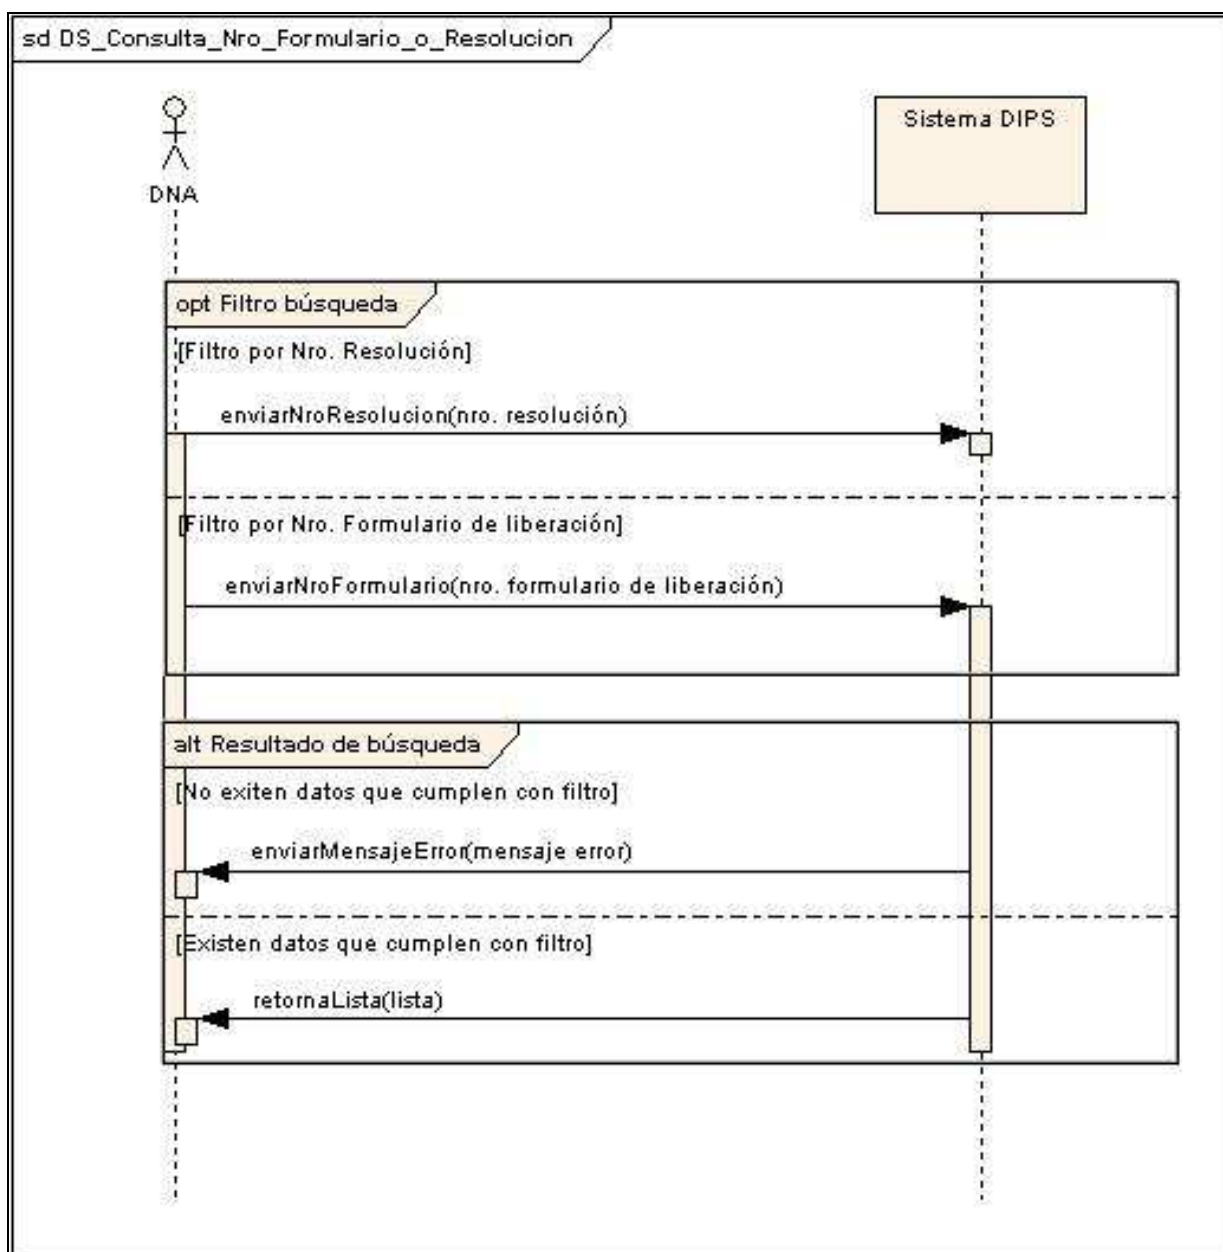 sd DS_Consulta_Nro_Formulario_o_Resolucion
Sistema DIPS
DNA
opt Filtro búsqueda
[Filtro por Nro. Resolución]
enviarNroResolucion(nro. resolución)
[Filtro por Nro. Formulario de liberación]
enviarNroFormulario(nro. formulario de liberación)
alt Resultado de búsqueda
[No exiten datos que cumplen con filtro]
enviarMensajeError(mensaje error)
[Existen datos que cumplen con filtro]
retornaLista(lista)